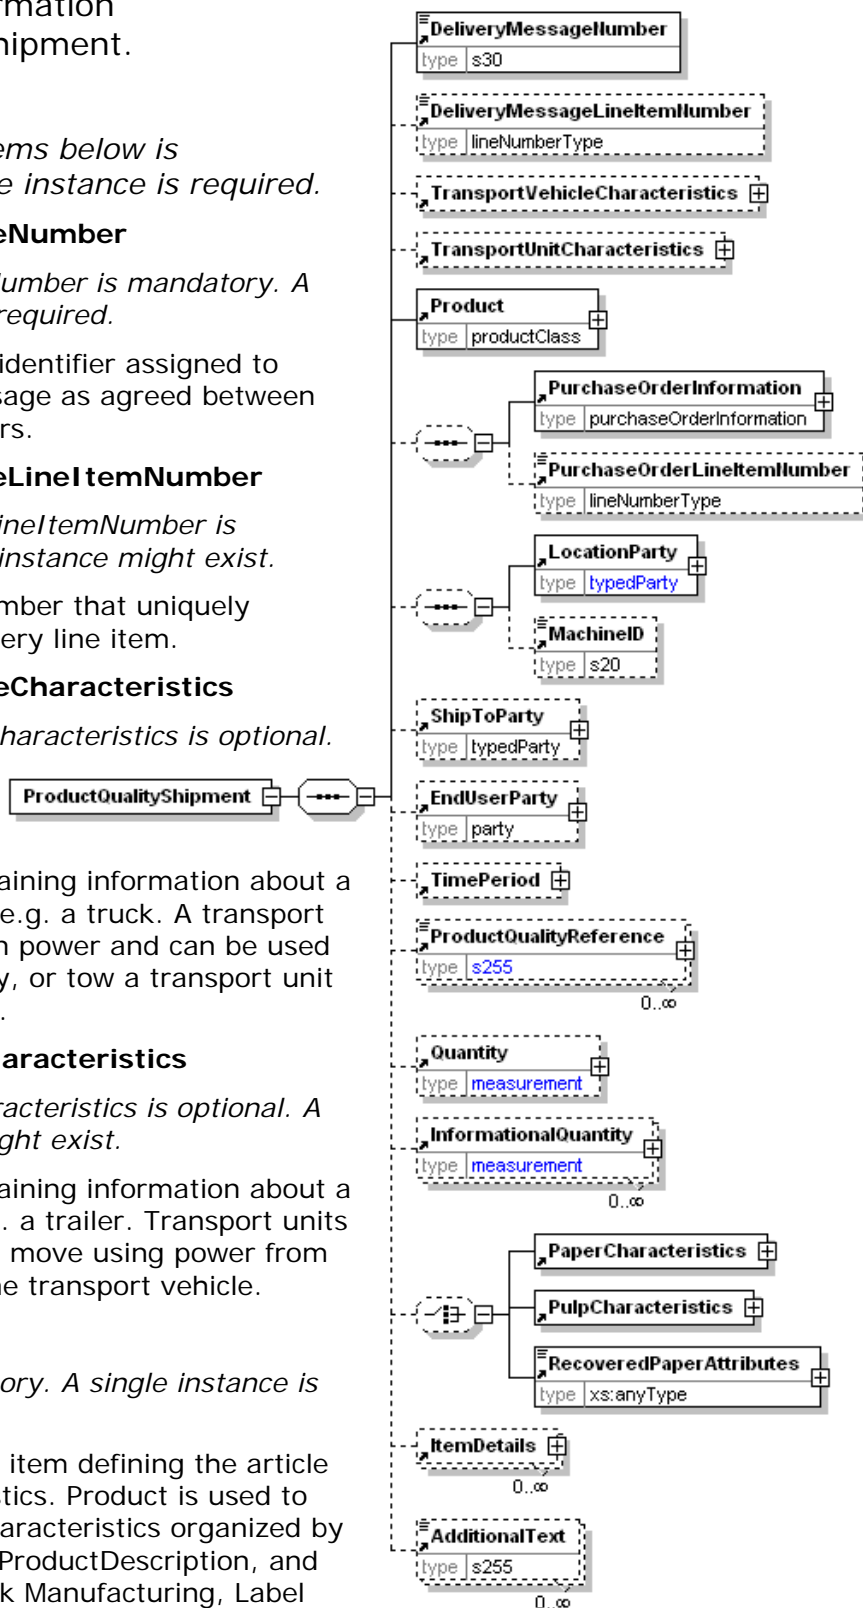 rmation
hipment.
ems below is
e instance is required.
eNumber
Number is mandatory. A
required.
identifier assigned to
sage as agreed between
rs.
eLineItemNumber
LineItemNumber is
instance might exist.
mber that uniquely
ery line item.
eCharacteristics
haracteristics is optional.
aining information about a
e.g. a truck. A transport
n power and can be used
y, or tow a transport unit
.
haracteristics
racteristics is optional. A
ght exist.
aining information about a
. a trailer. Transport units
move using power from
he transport vehicle.
ory. A single instance is
item defining the article
stics. Product is used to
haracteristics organized by
ProductDescription, and
k Manufacturing, Label
ProductQualityShipment
DeliveryMessageNumber
type s30
DeliveryMessageLineItemNumber
type lineNumberType
TransportVehicleCharacteristics
TransportUnitCharacteristics
Product
type productClass
PurchaseOrderInformation
type purchaseOrderInformation
PurchaseOrderLineItemNumber
type lineNumberType
LocationParty
type typedParty
MachineID
type s20
ShipToParty
type typedParty
EndUserParty
type party
TimePeriod
ProductQualityReference
type s255
0..∞
Quantity
type measurement
InformationalQuantity
type measurement
0..∞
PaperCharacteristics
PulpCharacteristics
RecoveredPaperAttributes
type xs:anyType
ItemDetails
0..∞
AdditionalText
type s255
0..∞